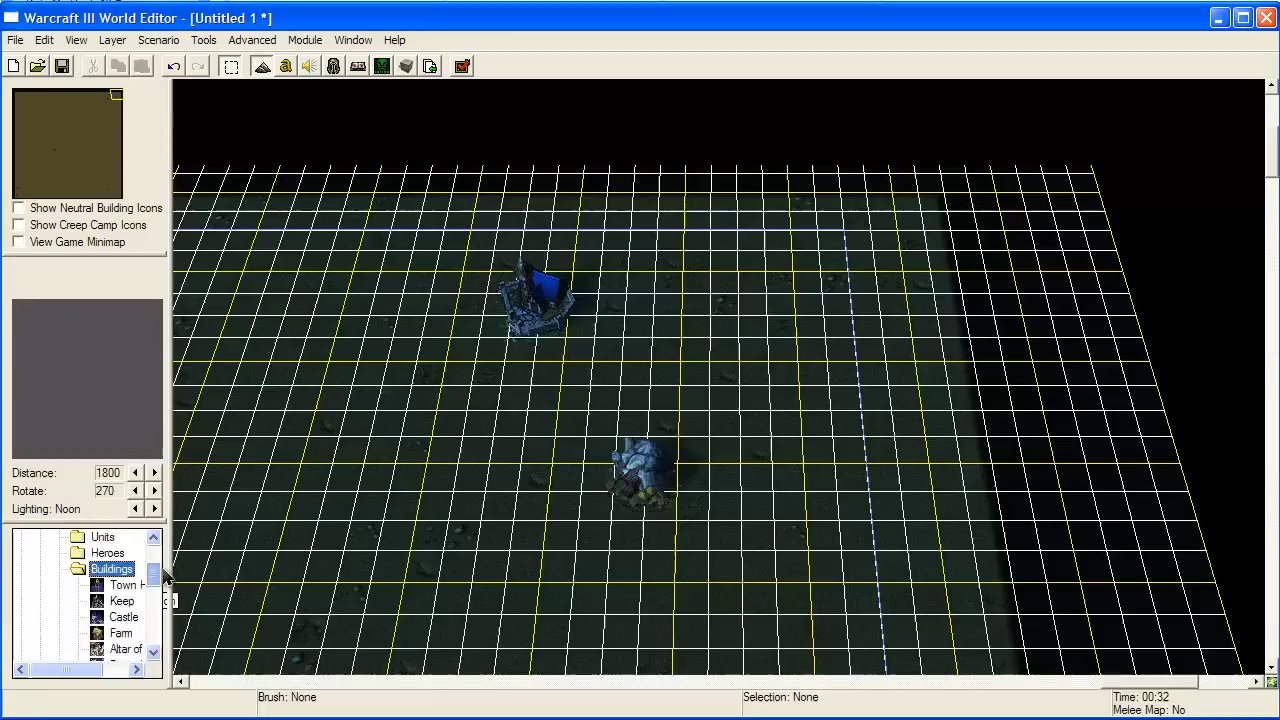 Warcraft III World Editor - [Untitled 1 *]
File Edit View Layer Scenario Tools Advanced Module Window Help
Show Neutral Building Icons
Show Creep Camp Icons
View Game Minimap
Distance: 1800
Rotate: 270
Lighting: Noon
Units
Heroes
Buildings
Town H
Keep
Castle
Farm
Altar of
Brush: None
Selection: None
Time: 00:32
Melee Map: No